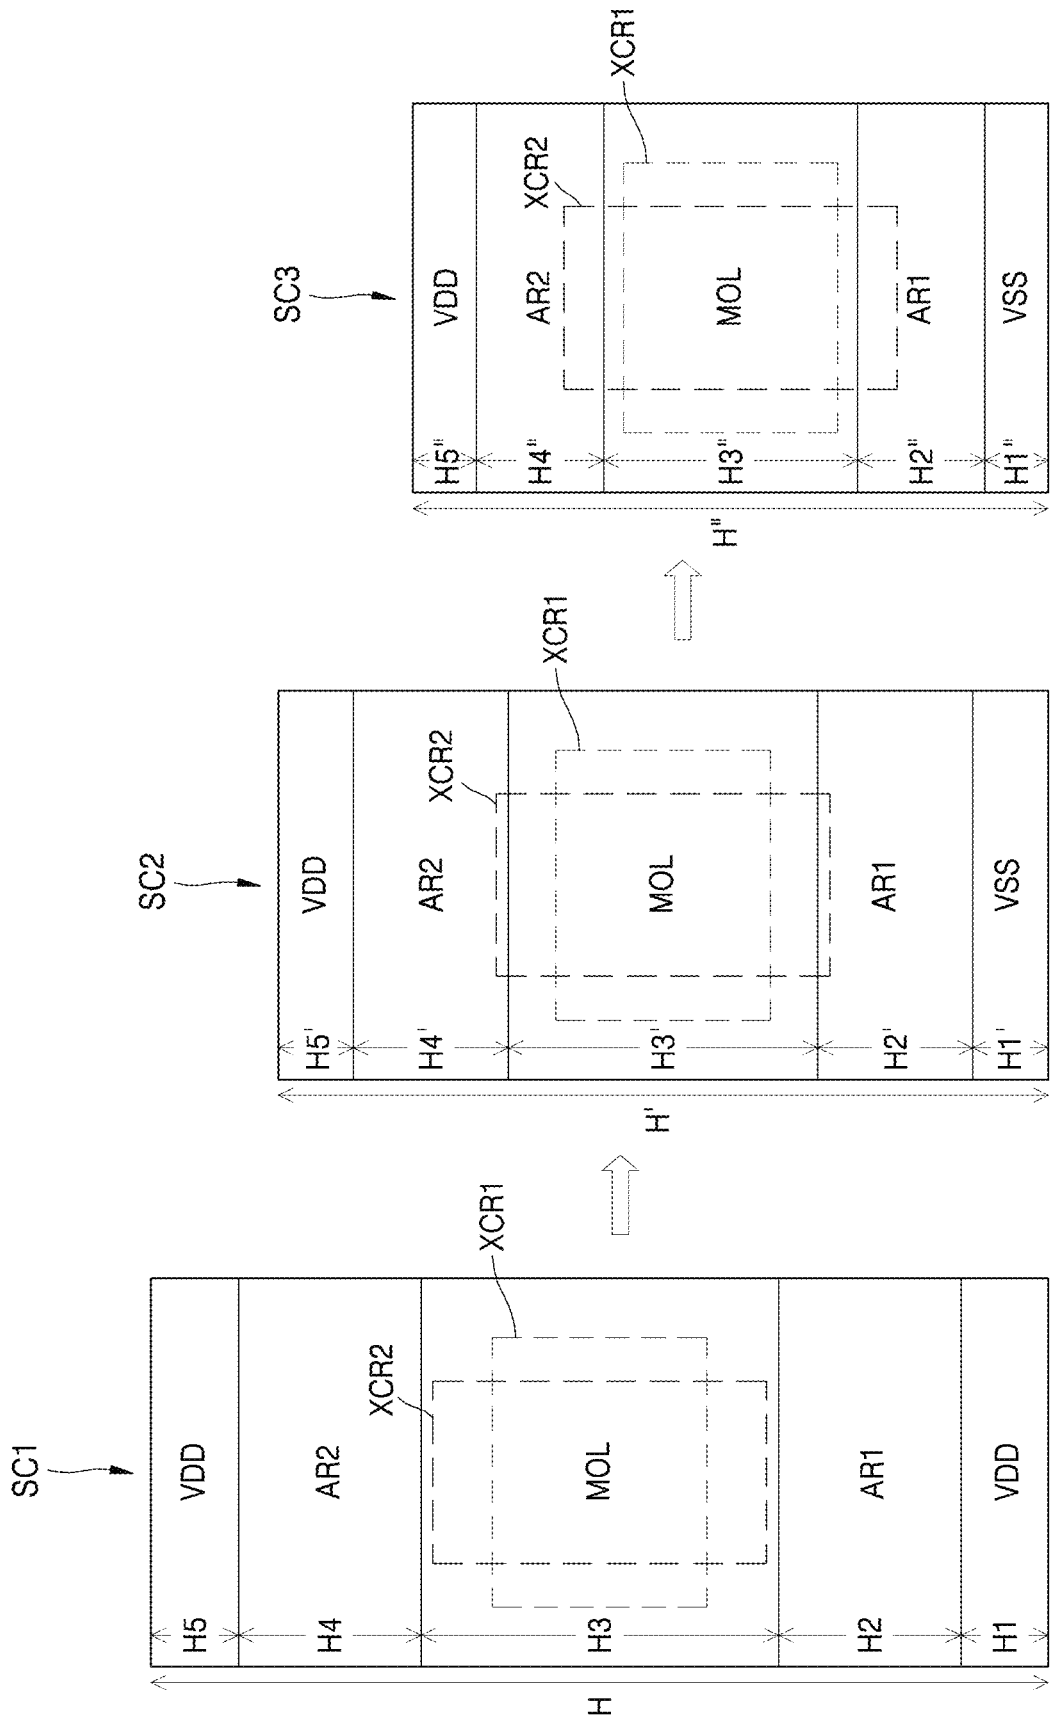 SC1
H
H5
VDD
H4
AR2
XCR2
XCR1
H3
MOL
H2
AR1
H1
VDD
SC2
H'
H5'
VDD
H4'
AR2
XCR2
XCR1
H3'
MOL
H2'
AR1
H1'
VSS
SC3
H"
H5"
VDD
H4"
AR2
XCR2
XCR1
H3"
MOL
H2"
AR1
H1"
VSS